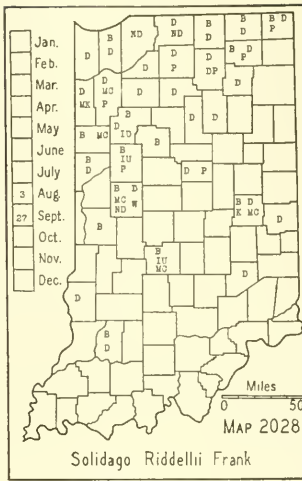 Jan.
Feb.
Mar.
Apr.
May
June
July
3 Aug.
27 Sept.
Oct.
Nov.
Dec.
D
B D
ND
D ND
B D
B D P
D
D P
D DP
B D P D
D MK
D MC P
D
D
D
B MC
B D ID
B
D
D
B D
B IU P
D P
B D MC W ND
B K D MC
D
B
B IU MC
D
D
B D
Miles
0 50
MAP 2028
Solidago Riddellii Frank